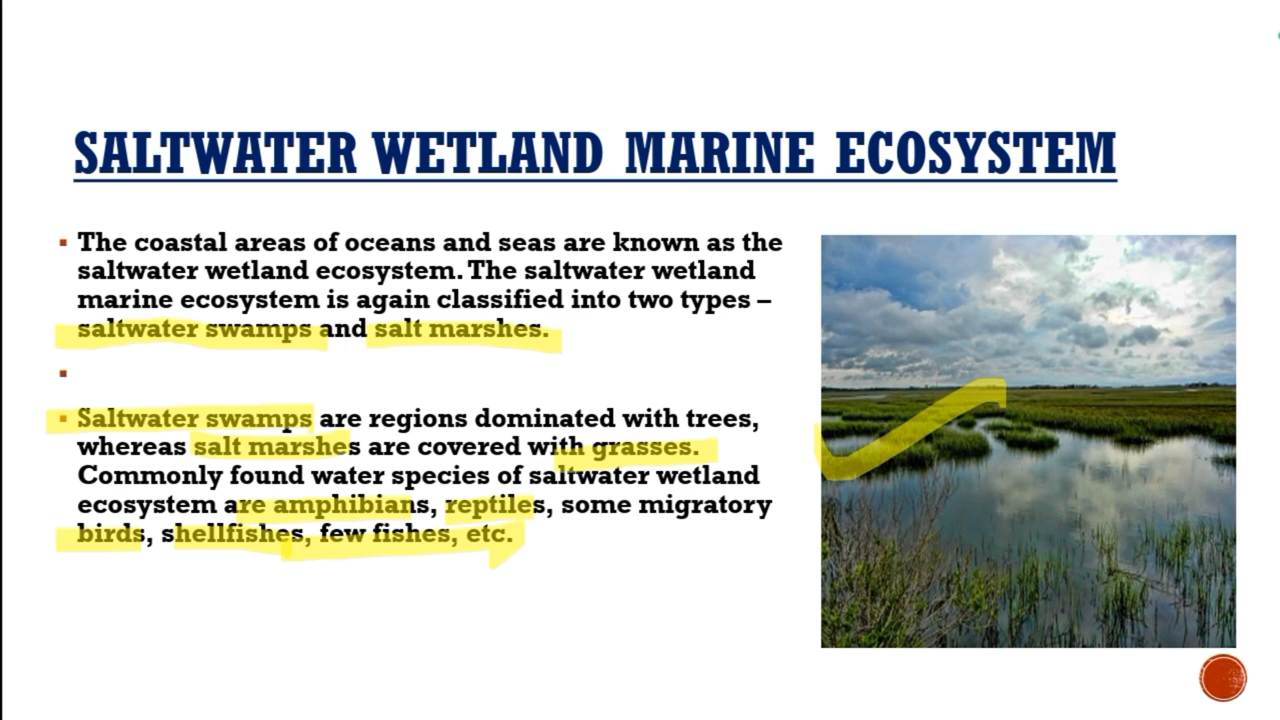 SALTWATER WETLAND MARINE ECOSYSTEM
The coastal areas of oceans and seas are known as the
saltwater wetland ecosystem. The saltwater wetland
marine ecosystem is again classified into two types –
saltwater swamps and salt marshes.
Saltwater swamps are regions dominated with trees,
whereas salt marshes are covered with grasses.
Commonly found water species of saltwater wetland
ecosystem are amphibians, reptiles, some migratory
birds, shellfishes, few fishes, etc.